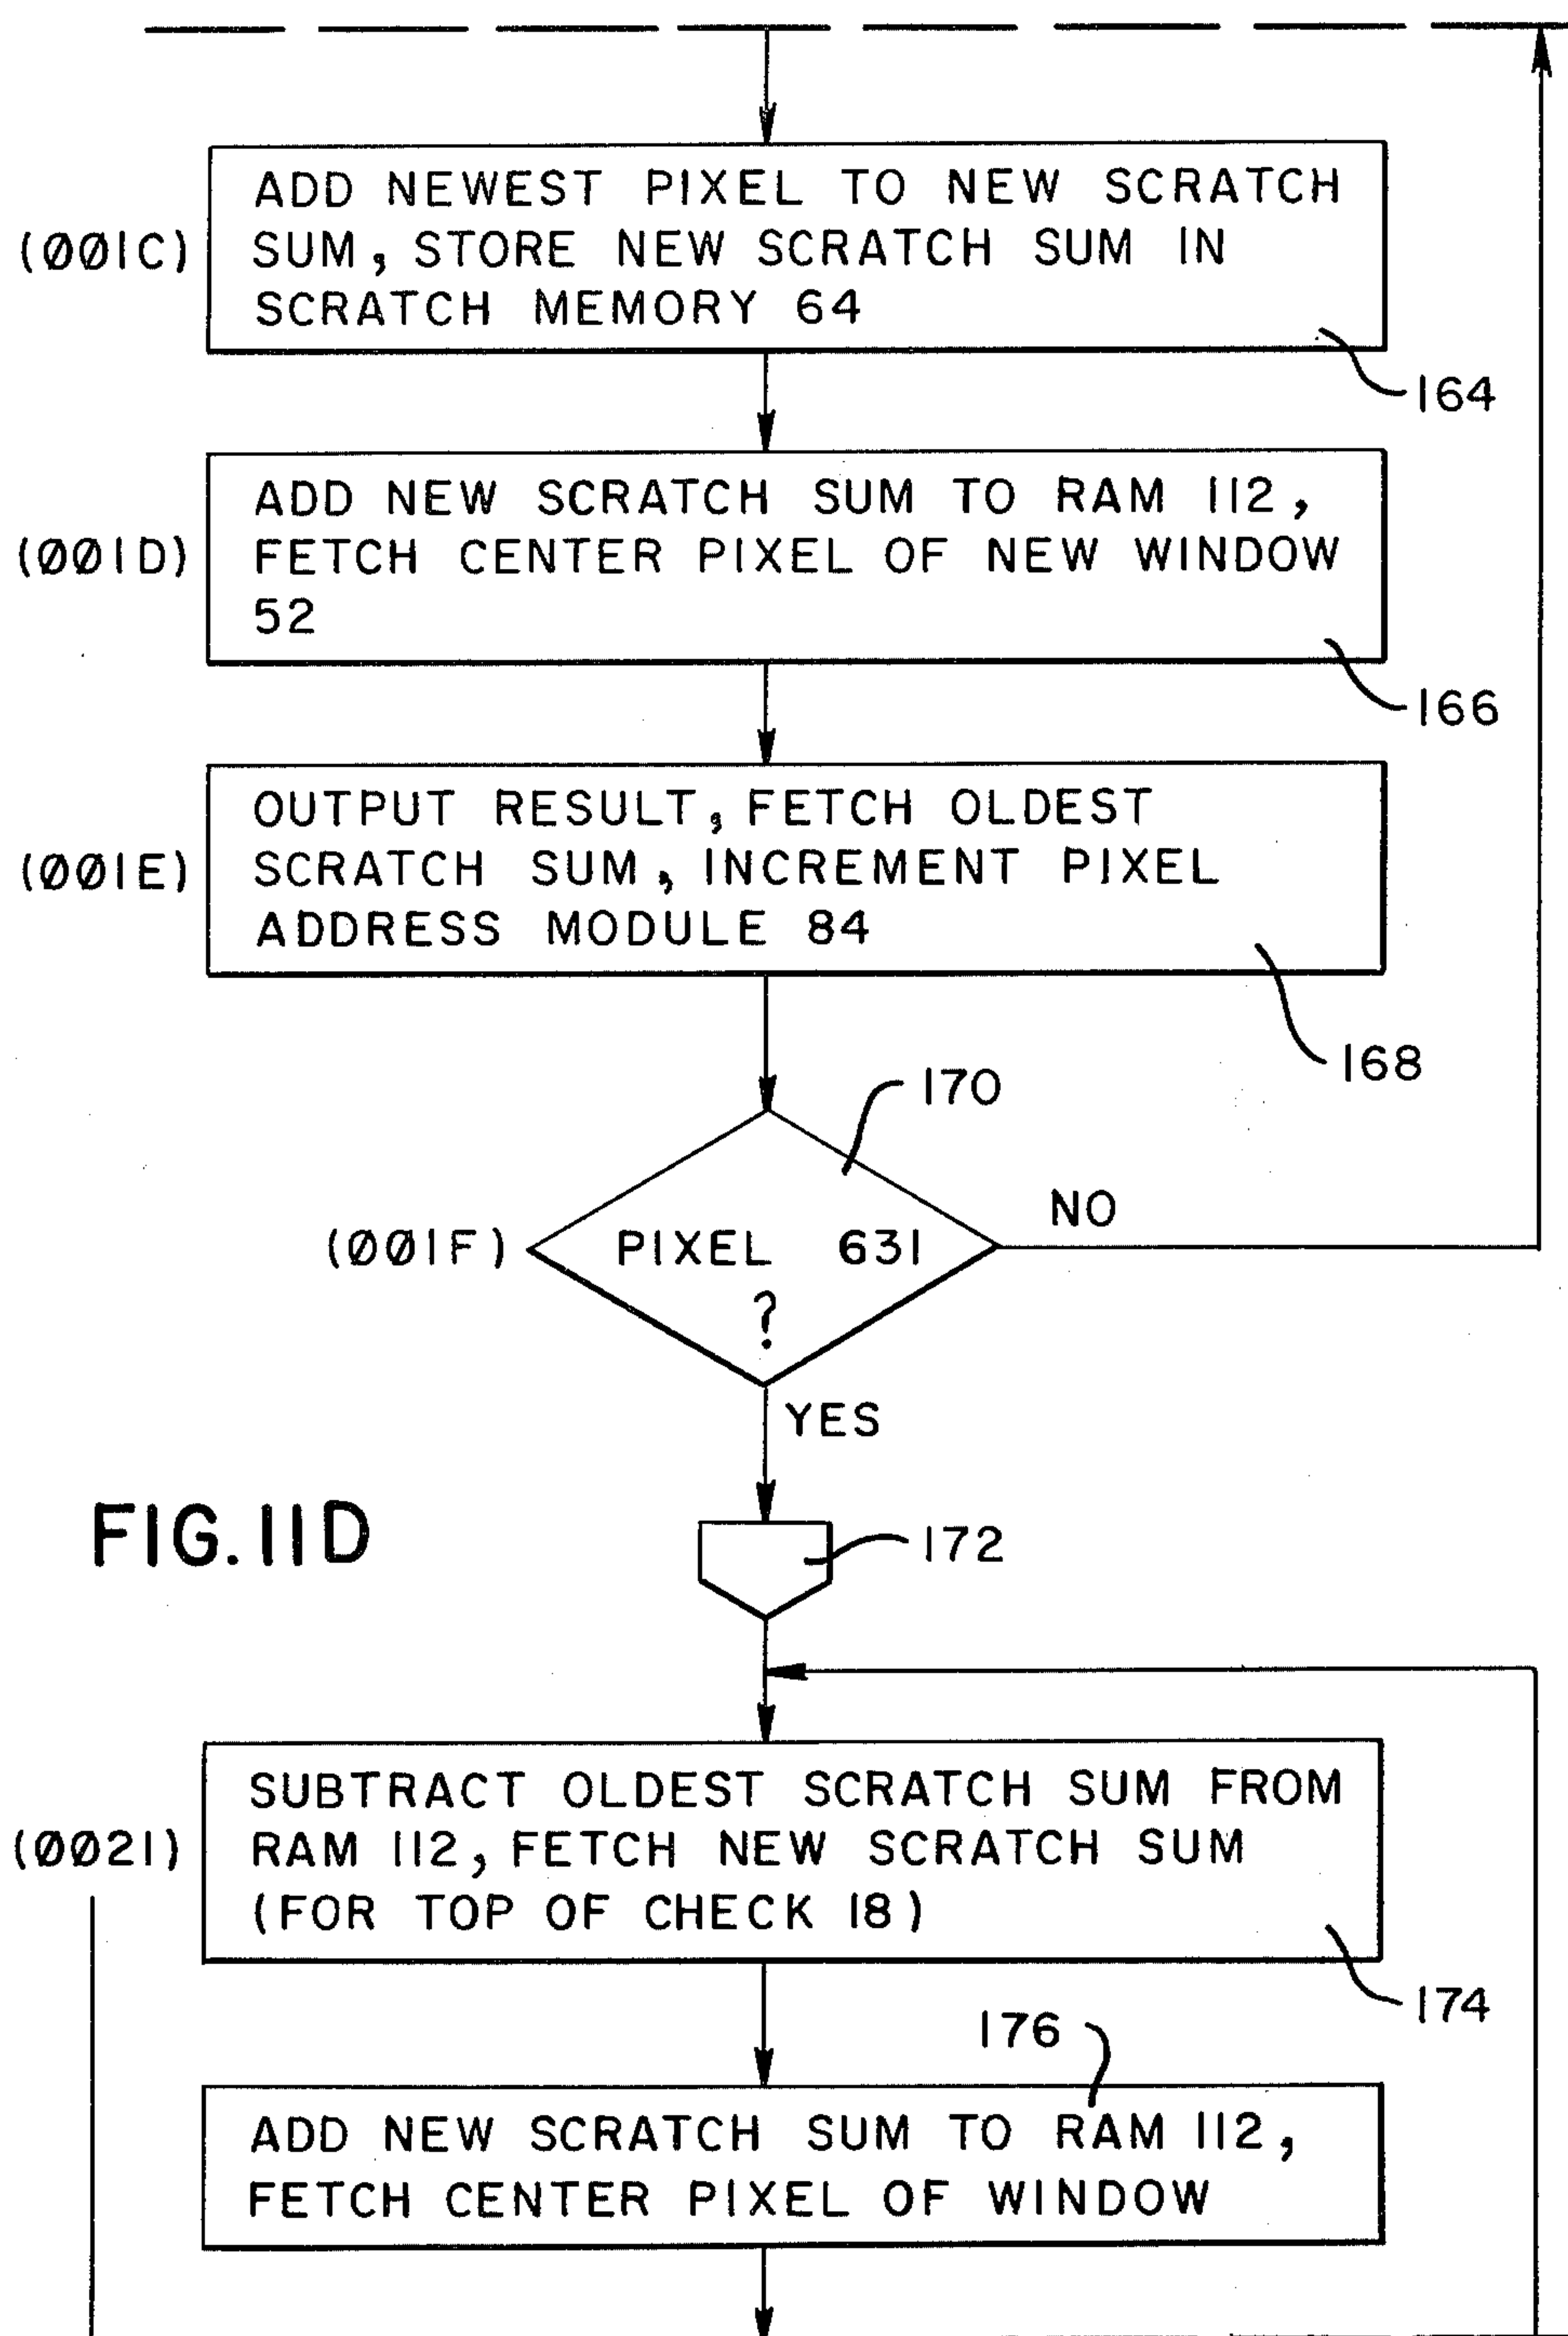 (ØØ1C)
ADD NEWEST PIXEL TO NEW SCRATCH
SUM, STORE NEW SCRATCH SUM IN
SCRATCH MEMORY 64
164
(ØØ1D)
ADD NEW SCRATCH SUM TO RAM 112,
FETCH CENTER PIXEL OF NEW WINDOW
52
166
(ØØ1E)
OUTPUT RESULT, FETCH OLDEST
SCRATCH SUM, INCREMENT PIXEL
ADDRESS MODULE 84
168
170
NO
(ØØ1F)
PIXEL 631
?
YES
FIG. 11D
172
(ØØ21)
SUBTRACT OLDEST SCRATCH SUM FROM
RAM 112, FETCH NEW SCRATCH SUM
(FOR TOP OF CHECK 18)
174
176
ADD NEW SCRATCH SUM TO RAM 112,
FETCH CENTER PIXEL OF WINDOW